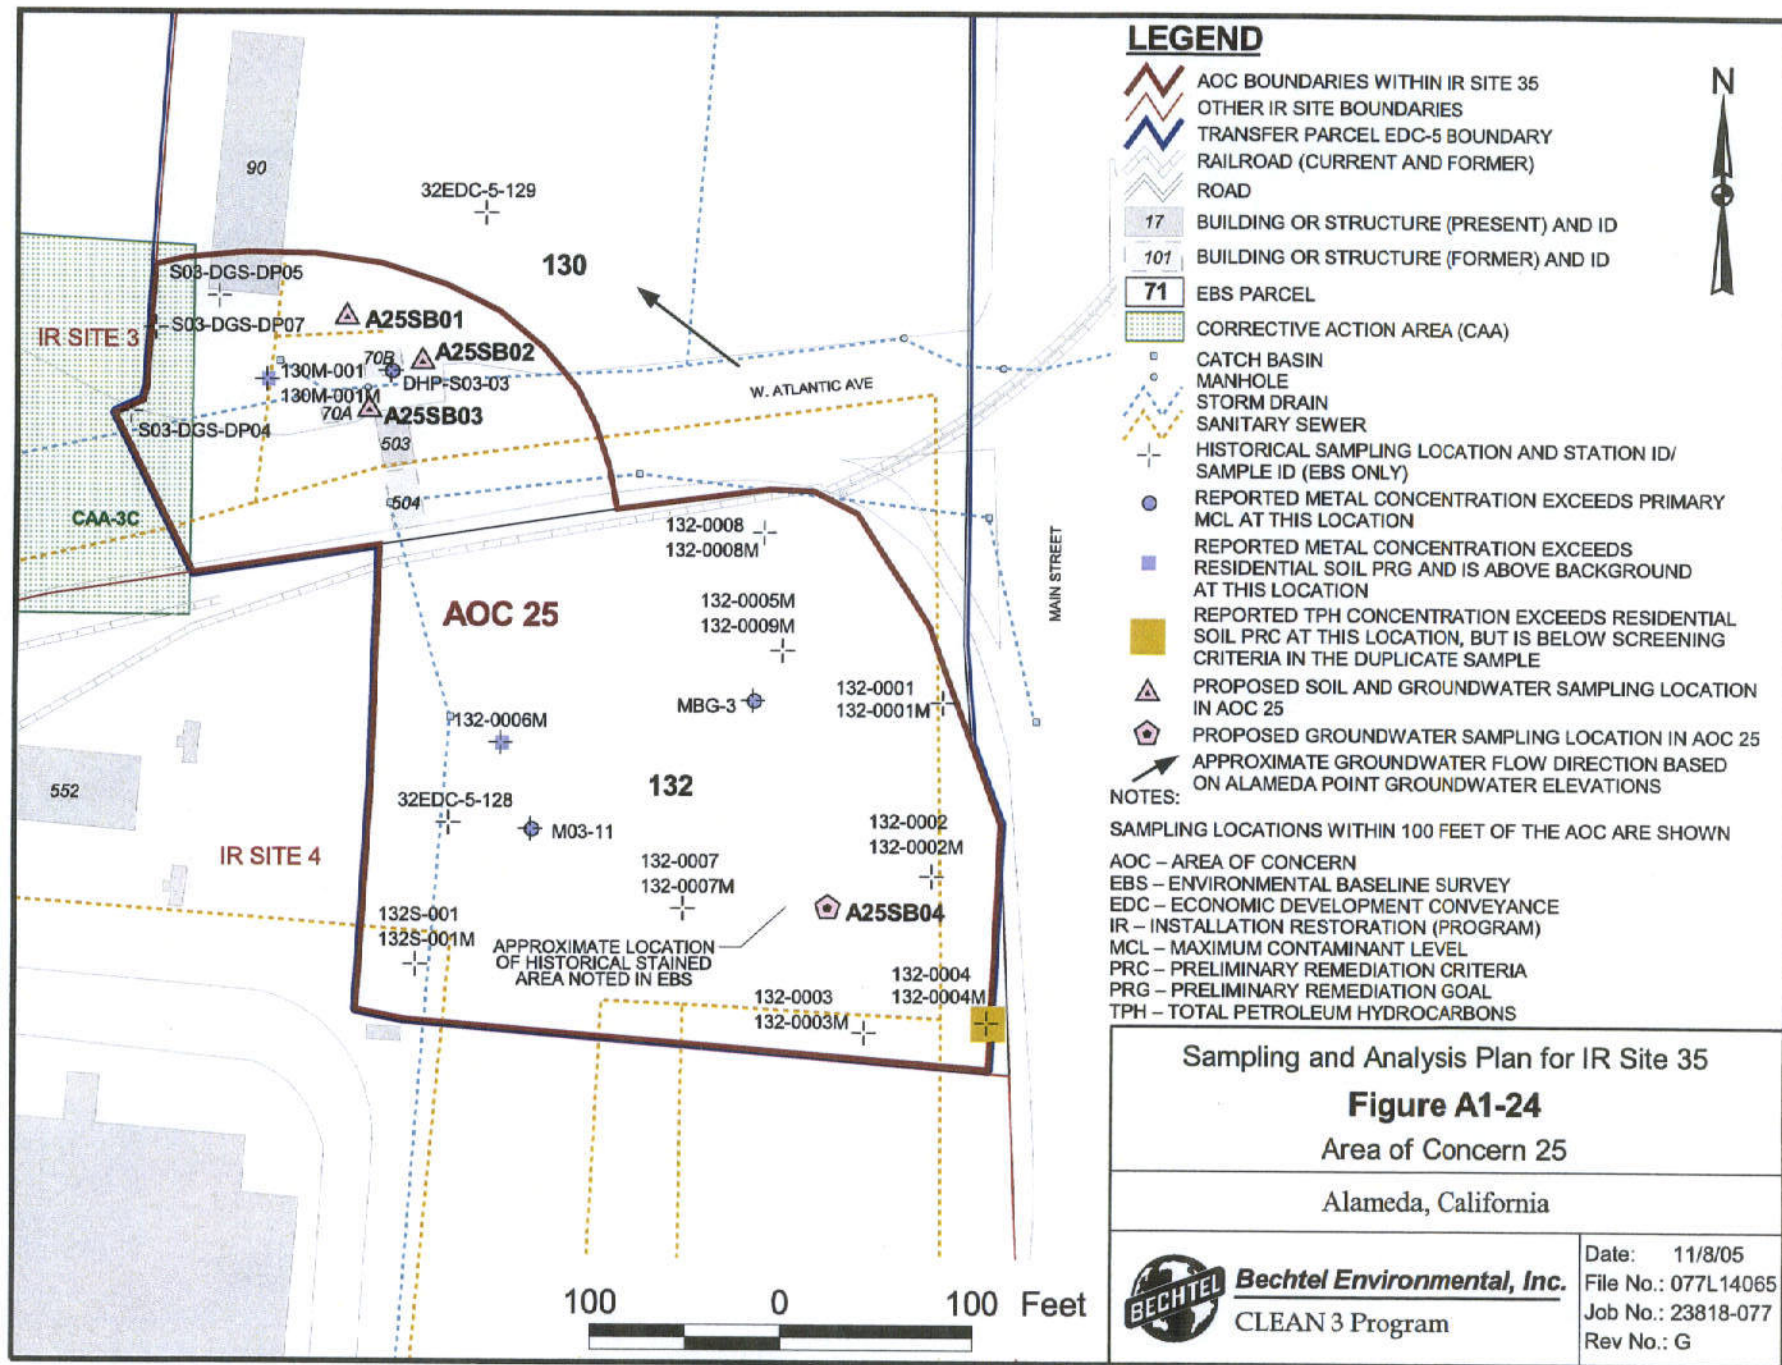 90
32EDC-5-129
130
S03-DGS-DP05
IR SITE 3
S03-DGS-DP07
A25SB01
A25SB02
70B
130M-001
DHP-S03-03
130M-001M
70A
A25SB03
S03-DGS-DP04
503
504
CAA-3C
W. ATLANTIC AVE
MAIN STREET
132-0008
132-0008M
AOC 25
132-0005M
132-0009M
132-0001
132-0001M
MBG-3
132-0006M
132
552
32EDC-5-128
M03-11
132-0002
132-0002M
IR SITE 4
132-0007
132-0007M
A25SB04
132S-001
132S-001M
APPROXIMATE LOCATION
OF HISTORICAL STAINED
AREA NOTED IN EBS
132-0004
132-0004M
132-0003
132-0003M
100 0 100 Feet
LEGEND
N
AOC BOUNDARIES WITHIN IR SITE 35
OTHER IR SITE BOUNDARIES
TRANSFER PARCEL EDC-5 BOUNDARY
RAILROAD (CURRENT AND FORMER)
ROAD
17 BUILDING OR STRUCTURE (PRESENT) AND ID
101 BUILDING OR STRUCTURE (FORMER) AND ID
71 EBS PARCEL
CORRECTIVE ACTION AREA (CAA)
CATCH BASIN
MANHOLE
STORM DRAIN
SANITARY SEWER
HISTORICAL SAMPLING LOCATION AND STATION ID/
SAMPLE ID (EBS ONLY)
REPORTED METAL CONCENTRATION EXCEEDS PRIMARY
MCL AT THIS LOCATION
REPORTED METAL CONCENTRATION EXCEEDS
RESIDENTIAL SOIL PRG AND IS ABOVE BACKGROUND
AT THIS LOCATION
REPORTED TPH CONCENTRATION EXCEEDS RESIDENTIAL
SOIL PRC AT THIS LOCATION, BUT IS BELOW SCREENING
CRITERIA IN THE DUPLICATE SAMPLE
PROPOSED SOIL AND GROUNDWATER SAMPLING LOCATION
IN AOC 25
PROPOSED GROUNDWATER SAMPLING LOCATION IN AOC 25
APPROXIMATE GROUNDWATER FLOW DIRECTION BASED
ON ALAMEDA POINT GROUNDWATER ELEVATIONS
NOTES:
SAMPLING LOCATIONS WITHIN 100 FEET OF THE AOC ARE SHOWN
AOC – AREA OF CONCERN
EBS – ENVIRONMENTAL BASELINE SURVEY
EDC – ECONOMIC DEVELOPMENT CONVEYANCE
IR – INSTALLATION RESTORATION (PROGRAM)
MCL – MAXIMUM CONTAMINANT LEVEL
PRC – PRELIMINARY REMEDIATION CRITERIA
PRG – PRELIMINARY REMEDIATION GOAL
TPH – TOTAL PETROLEUM HYDROCARBONS
Sampling and Analysis Plan for IR Site 35
Figure A1-24
Area of Concern 25
Alameda, California
BECHTEL
Bechtel Environmental, Inc.
CLEAN 3 Program
Date: 11/8/05
File No.: 077L14065
Job No.: 23818-077
Rev No.: G